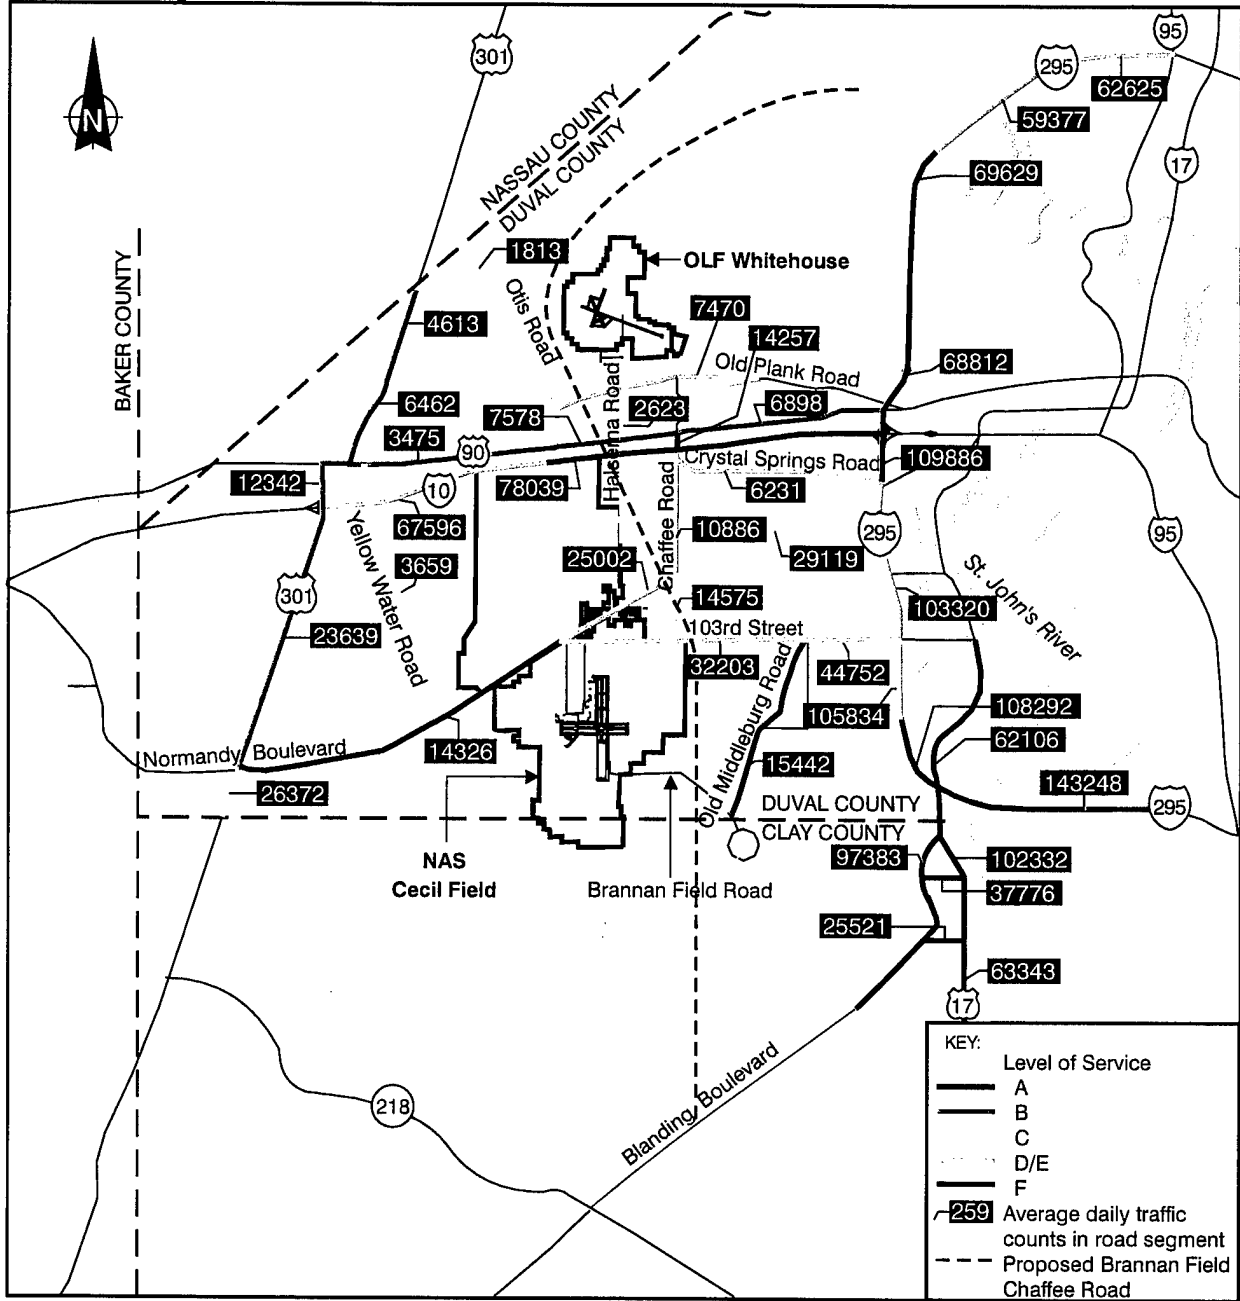 301
95
295
62625
59377
N
NASSAU COUNTY
DUVAL COUNTY
17
69629
BAKER COUNTY
1813
OLF Whitehouse
Otis Road
7470
4613
14257
68812
Old Plank Road
Halsema Road
6462
2623
6898
7578
3475
90
Crystal Springs Road
109886
12342
10
78039
6231
67596
Yellow Water Road
Chaffee Road
10886
295
95
3659
25002
29119
St. John's River
301
14575
103320
23639
103rd Street
32203
44752
Old Middleburg Road
105834
108292
Normandy Boulevard
14326
62106
15442
26372
143248
295
DUVAL COUNTY
CLAY COUNTY
NAS
Cecil Field
Brannan Field Road
97383
102332
37776
25521
63343
17
218
Blanding Boulevard
KEY:
Level of Service
A
B
C
D/E
F
259 Average daily traffic
counts in road segment
Proposed Brannan Field
Chaffee Road